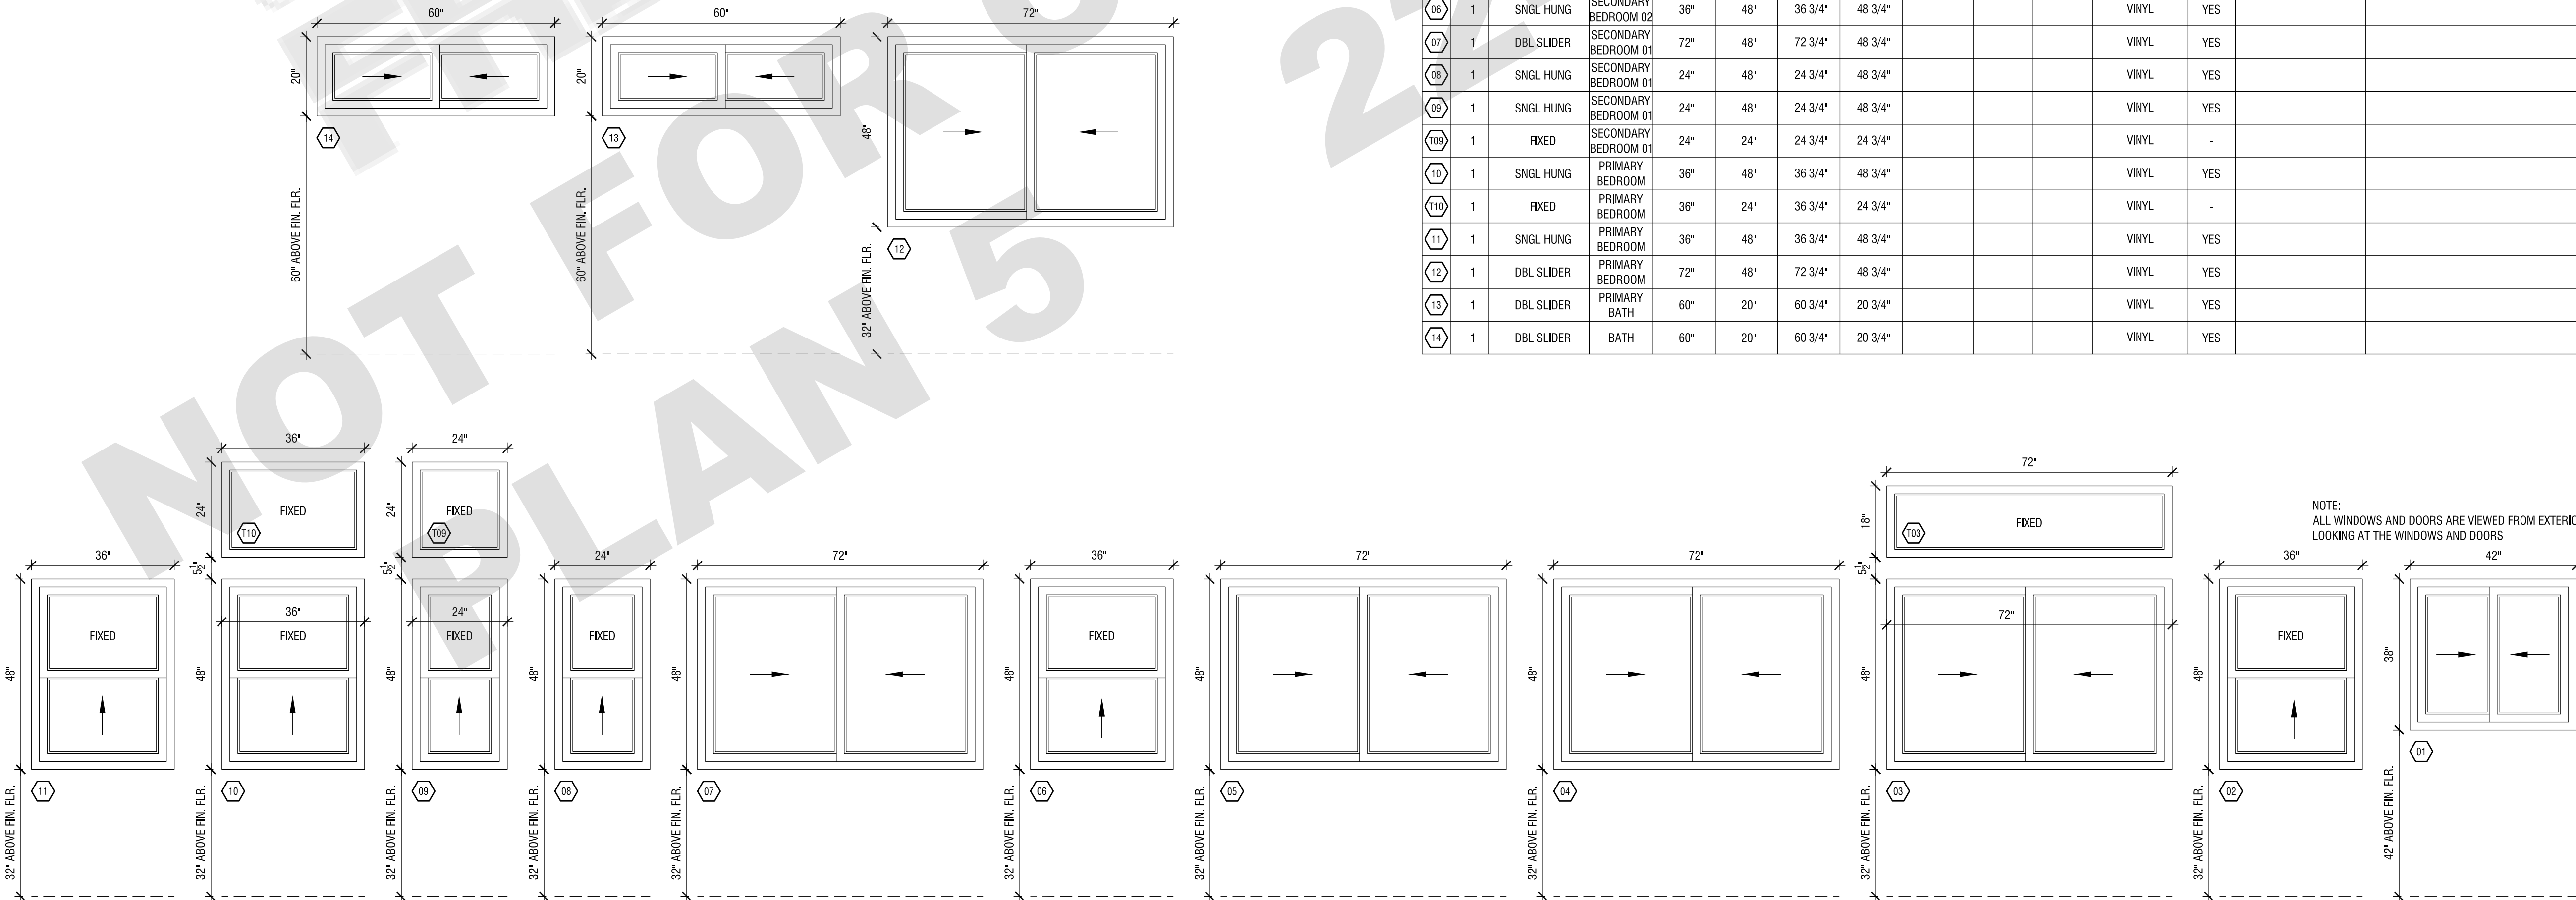 60"
60"
72"
20"
20"
48"
14
13
12
60" ABOVE FIN. FLR.
60" ABOVE FIN. FLR.
32" ABOVE FIN. FLR.
NOT FOR
PLAN 5
22
06 1 SNGL HUNG SECONDARY BEDROOM 02 36" 48" 36 3/4" 48 3/4" VINYL YES
07 1 DBL SLIDER SECONDARY BEDROOM 01 72" 48" 72 3/4" 48 3/4" VINYL YES
08 1 SNGL HUNG SECONDARY BEDROOM 01 24" 48" 24 3/4" 48 3/4" VINYL YES
09 1 SNGL HUNG SECONDARY BEDROOM 01 24" 48" 24 3/4" 48 3/4" VINYL YES
T09 1 FIXED SECONDARY BEDROOM 01 24" 24" 24 3/4" 24 3/4" VINYL -
10 1 SNGL HUNG PRIMARY BEDROOM 36" 48" 36 3/4" 48 3/4" VINYL YES
T10 1 FIXED PRIMARY BEDROOM 36" 24" 36 3/4" 24 3/4" VINYL -
11 1 SNGL HUNG PRIMARY BEDROOM 36" 48" 36 3/4" 48 3/4" VINYL YES
12 1 DBL SLIDER PRIMARY BEDROOM 72" 48" 72 3/4" 48 3/4" VINYL YES
13 1 DBL SLIDER PRIMARY BATH 60" 20" 60 3/4" 20 3/4" VINYL YES
14 1 DBL SLIDER BATH 60" 20" 60 3/4" 20 3/4" VINYL YES
36"
24"
72"
24"
FIXED
T10
24"
FIXED
T09
18"
FIXED
T03
NOTE:
ALL WINDOWS AND DOORS ARE VIEWED FROM EXTERIO
LOOKING AT THE WINDOWS AND DOORS
36"
5 1/2"
5 1/2"
24"
72"
36"
72"
72"
5 1/2"
36"
42"
48"
FIXED
48"
36"
FIXED
48"
24"
FIXED
48"
FIXED
48"
48"
FIXED
48"
48"
48"
72"
48"
FIXED
38"
11
10
09
08
07
06
05
04
03
02
01
32" ABOVE FIN. FLR.
32" ABOVE FIN. FLR.
32" ABOVE FIN. FLR.
32" ABOVE FIN. FLR.
32" ABOVE FIN. FLR.
32" ABOVE FIN. FLR.
32" ABOVE FIN. FLR.
32" ABOVE FIN. FLR.
32" ABOVE FIN. FLR.
32" ABOVE FIN. FLR.
42" ABOVE FIN. FLR.